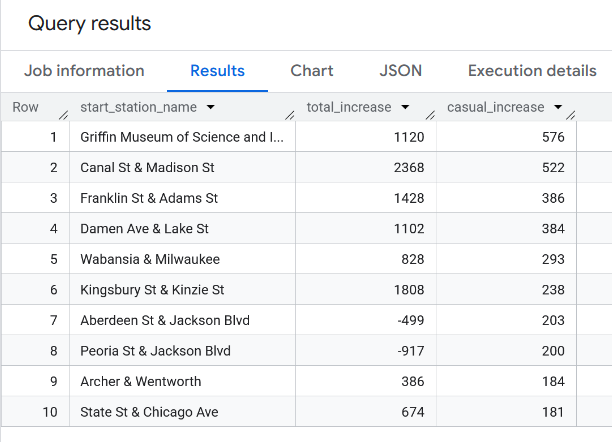 Query results
Job information Results Chart JSON Execution details
Row start_station_name total_increase casual_increase
1 Griffin Museum of Science and I... 1120 576
2 Canal St & Madison St 2368 522
3 Franklin St & Adams St 1428 386
4 Damen Ave & Lake St 1102 384
5 Wabansia & Milwaukee 828 293
6 Kingsbury St & Kinzie St 1808 238
7 Aberdeen St & Jackson Blvd -499 203
8 Peoria St & Jackson Blvd -917 200
9 Archer & Wentworth 386 184
10 State St & Chicago Ave 674 181